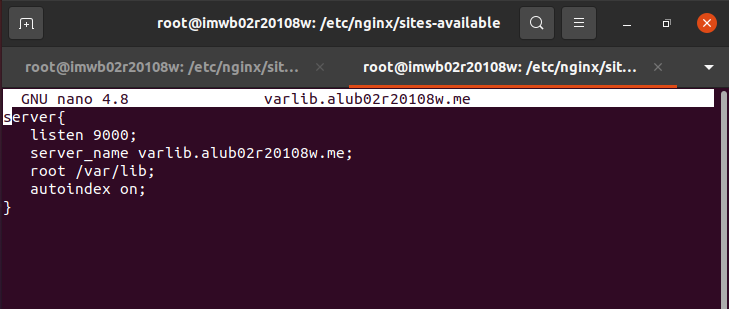 root@imwb02r20108w: /etc/nginx/sites-available
root@imwb02r20108w: /etc/nginx/sit... × root@imwb02r20108w: /etc/nginx/sit... ×
GNU nano 4.8 varlib.alub02r20108w.me
server{
listen 9000;
server_name varlib.alub02r20108w.me;
root /var/lib;
autoindex on;
}